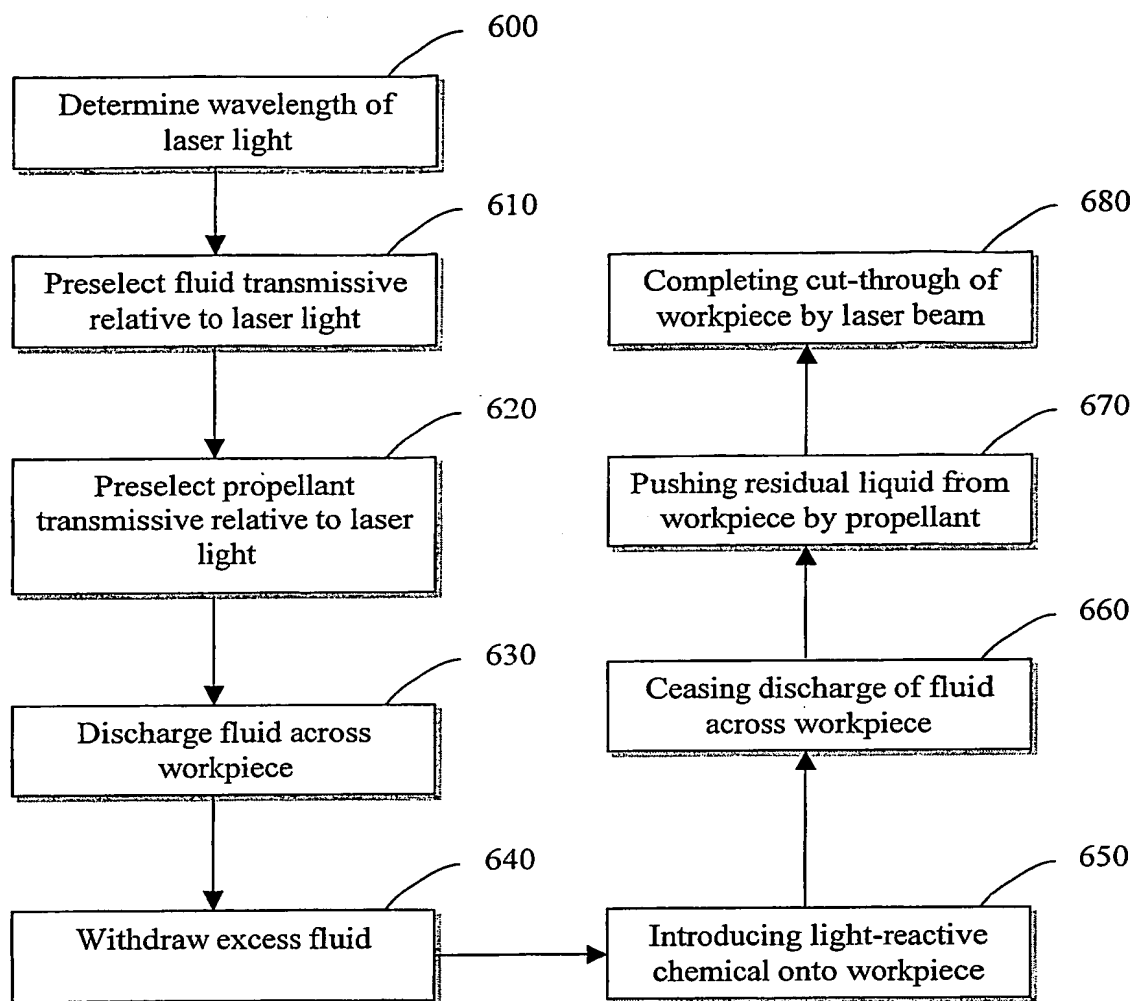 600
Determine wavelength of
laser light
610
Preselect fluid transmissive
relative to laser light
620
Preselect propellant
transmissive relative to laser
light
630
Discharge fluid across
workpiece
640
Withdraw excess fluid
650
Introducing light-reactive
chemical onto workpiece
660
Ceasing discharge of fluid
across workpiece
670
Pushing residual liquid from
workpiece by propellant
680
Completing cut-through of
workpiece by laser beam